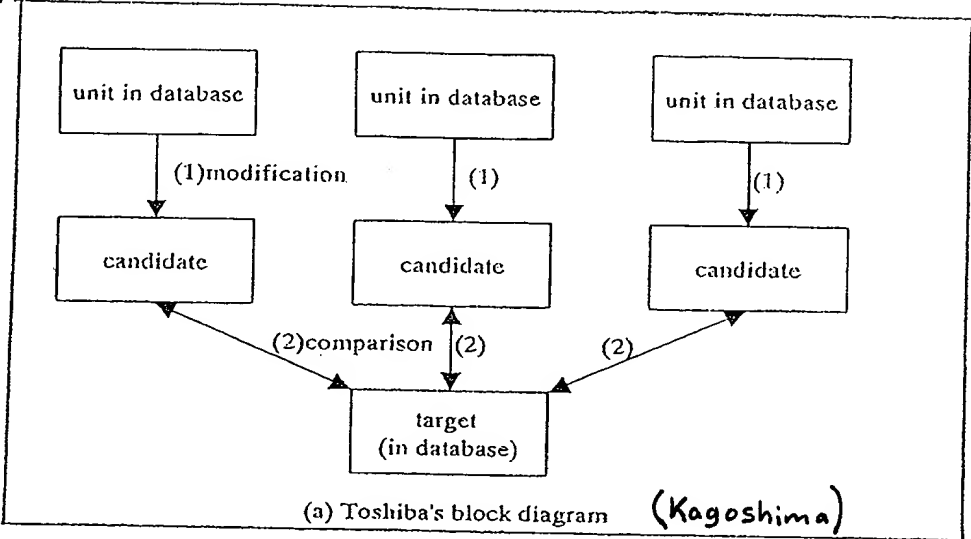 unit in database
unit in database
unit in database
(1)modification
(1)
(1)
candidate
candidate
candidate
(2)comparison
(2)
(2)
target
(in database)
(a) Toshiba's block diagram
(Kagoshima)